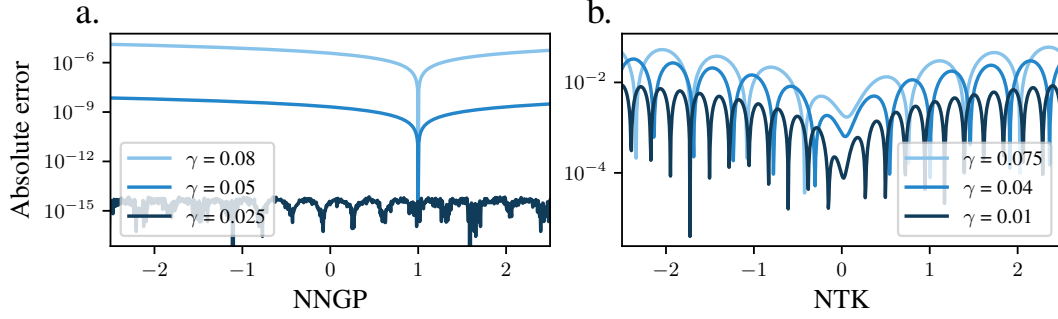 a.
Absolute error
10⁻⁶
10⁻⁹
10⁻¹²
10⁻¹⁵
γ = 0.08
γ = 0.05
γ = 0.025
−2
−1
0
1
2
NNGP
b.
10⁻²
10⁻⁴
γ = 0.075
γ = 0.04
γ = 0.01
−2
−1
0
1
2
NTK